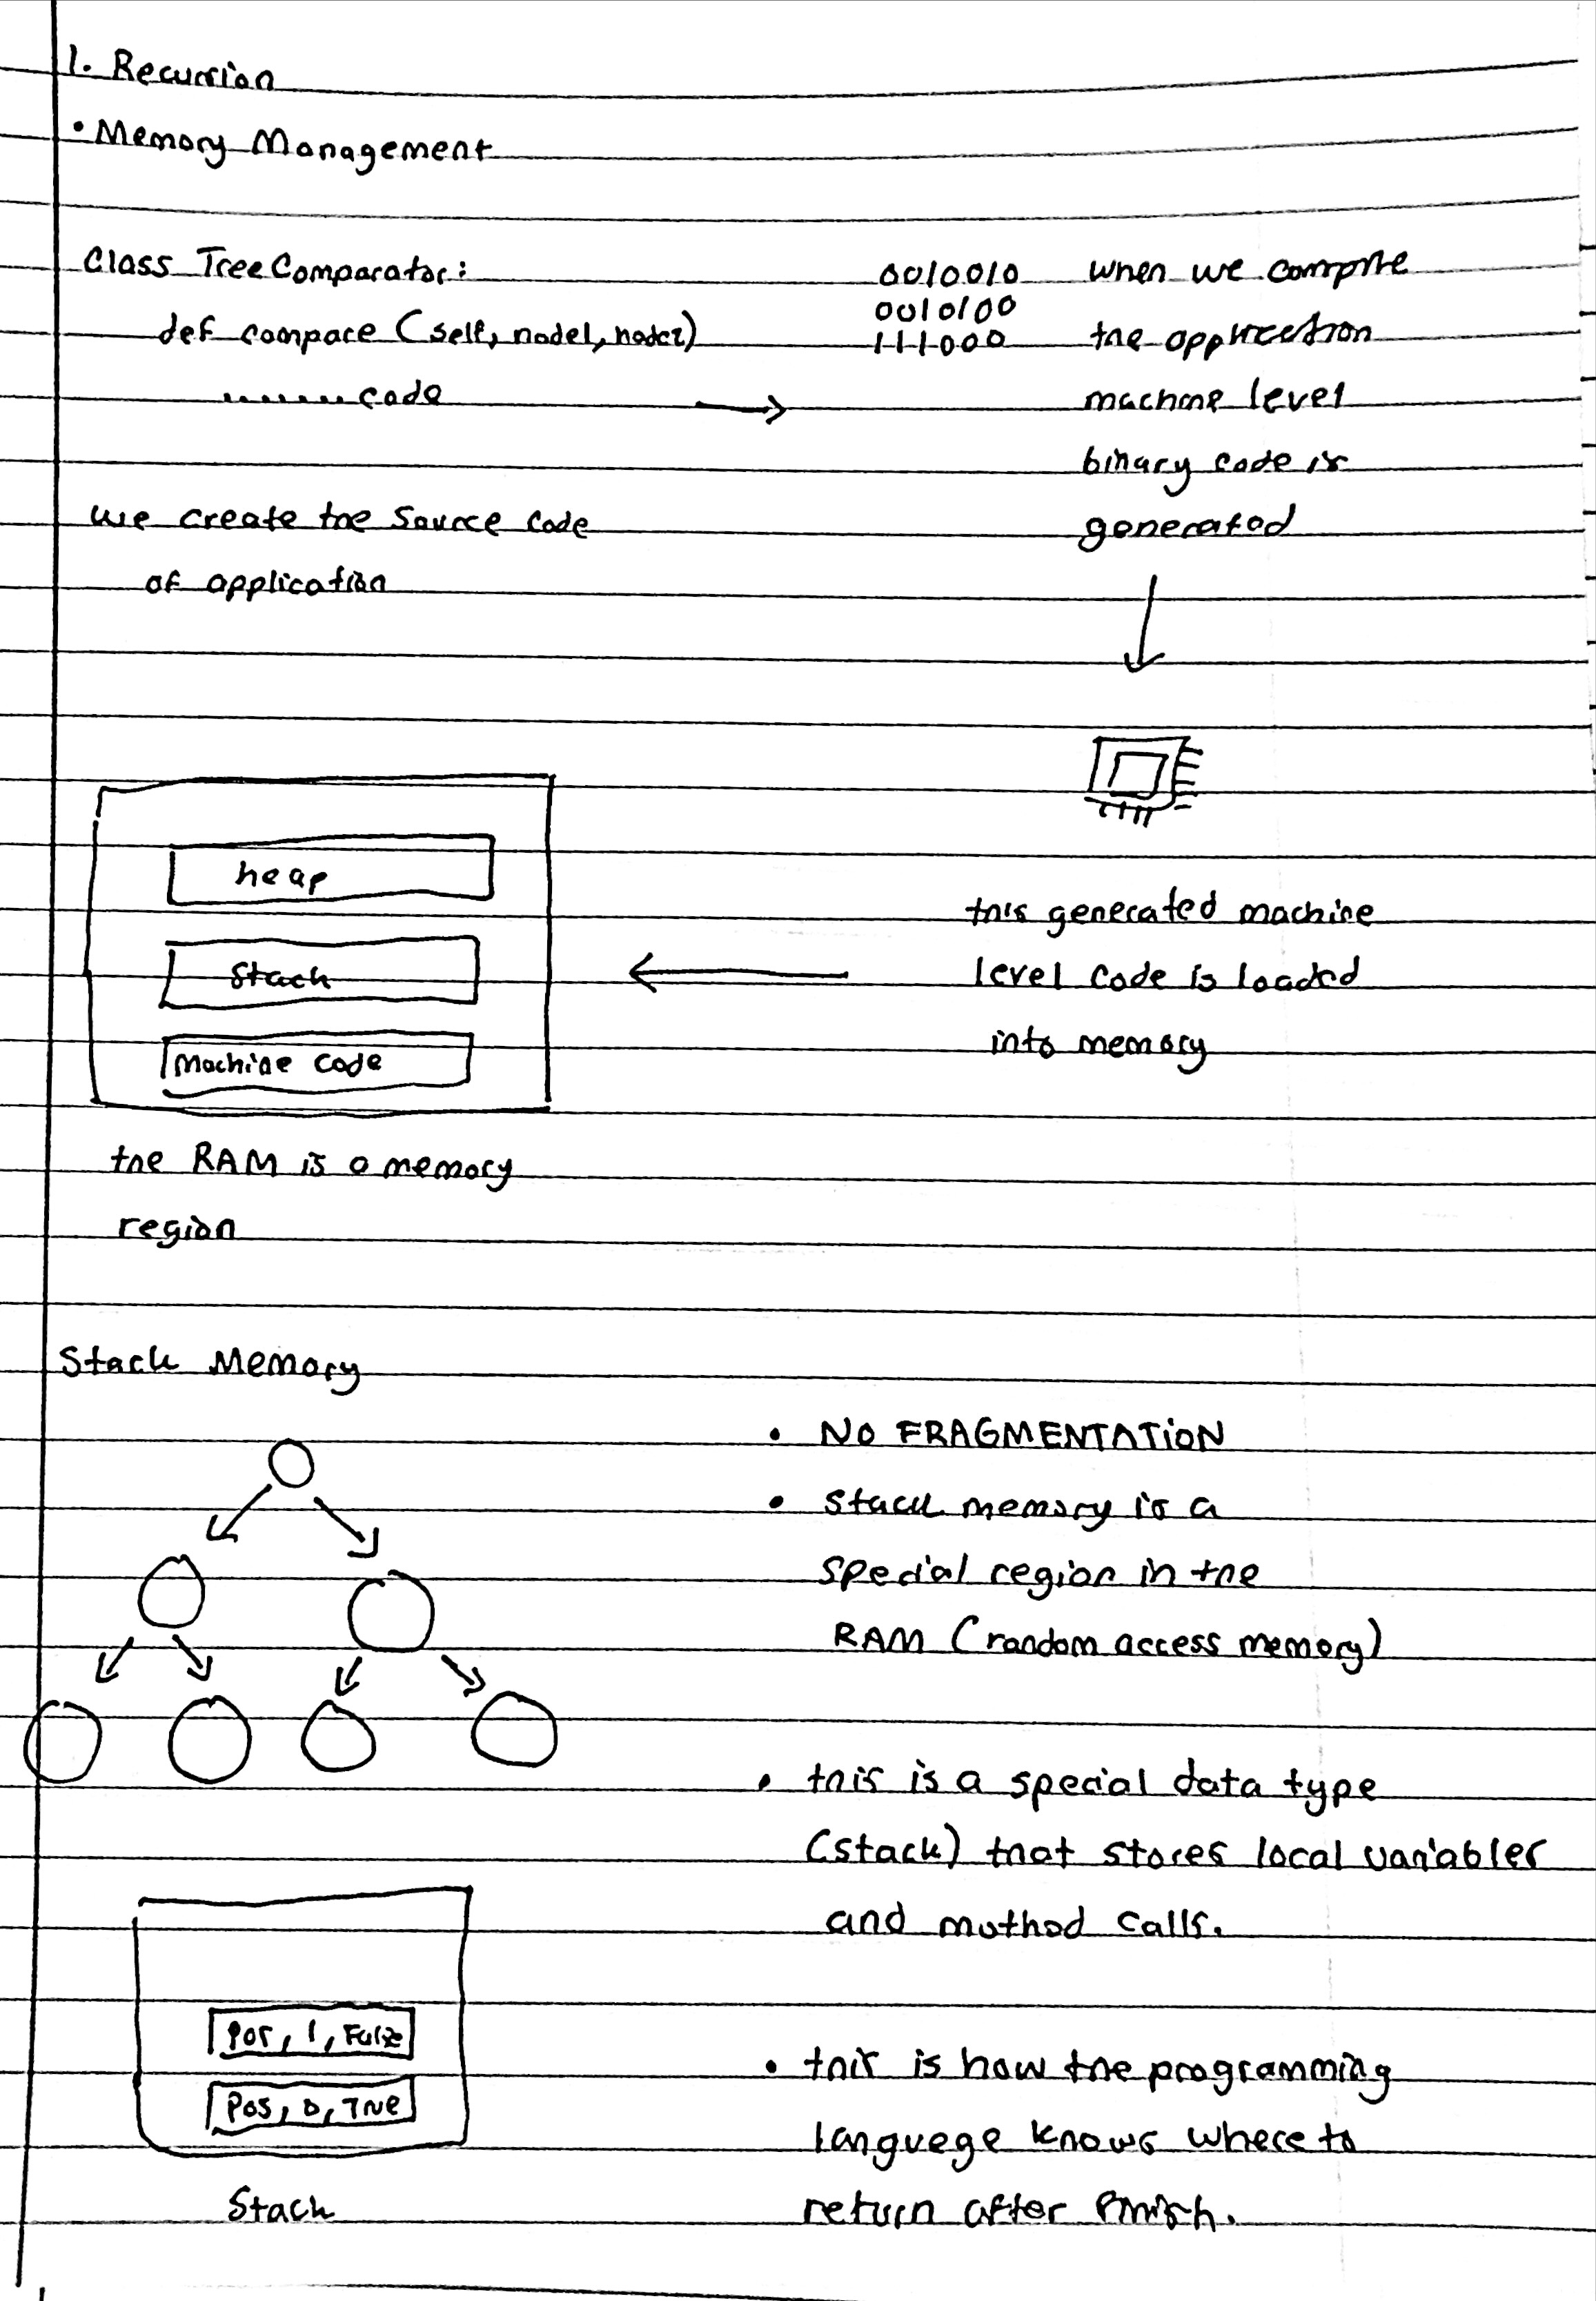 1. Recursion
• Memory Management
Class TreeComparator:
def compare (self, node1, node2)
........ code
we create the source code
of application
0010010
0010100
111000
when we compile
the application
machine level
binary code is
generated
heap
Stack
Machine code
this generated machine
level code is loaded
into memory
the RAM is a memory
region
Stack Memory
• NO FRAGMENTATION
• stack memory is a
special region in the
RAM (random access memory)
• this is a special data type
(stack) that stores local variables
and method calls.
Pos, 1, False
Pos, 0, True
Stack
• this is how the programming
languege knows where to
return after finish.